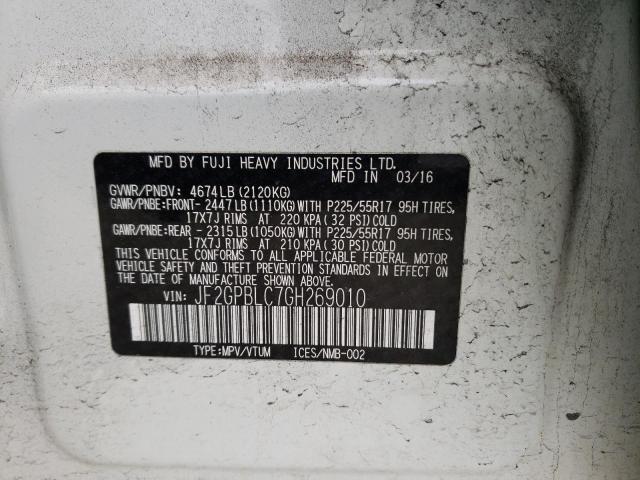 MFD BY FUJI HEAVY INDUSTRIES LTD.
MFD IN 03/16
GVWR/PNBV: 4674LB(2120KG)
GAWR/PNBE:FRONT- 2447LB(1110KG)WITH P225/55R17 95H TIRES,
17X7J RIMS AT 220 KPA(32 PSI)COLD
GAWR/PNBE:REAR - 2315LB(1050KG)WITH P225/55R17 95H TIRES,
17X7J RIMS AT 210 KPA(30 PSI)COLD
THIS VEHICLE CONFORMS TO ALL APPLICABLE FEDERAL MOTOR
VEHICLE SAFETY AND THEFT PREVENTION STANDARDS IN EFFECT
ON THE DATE OF MANUFACTURE SHOWN ABOVE.
VIN: JF2GPBLC7GH269010
TYPE:MPV/VTUM ICES/NMB-002